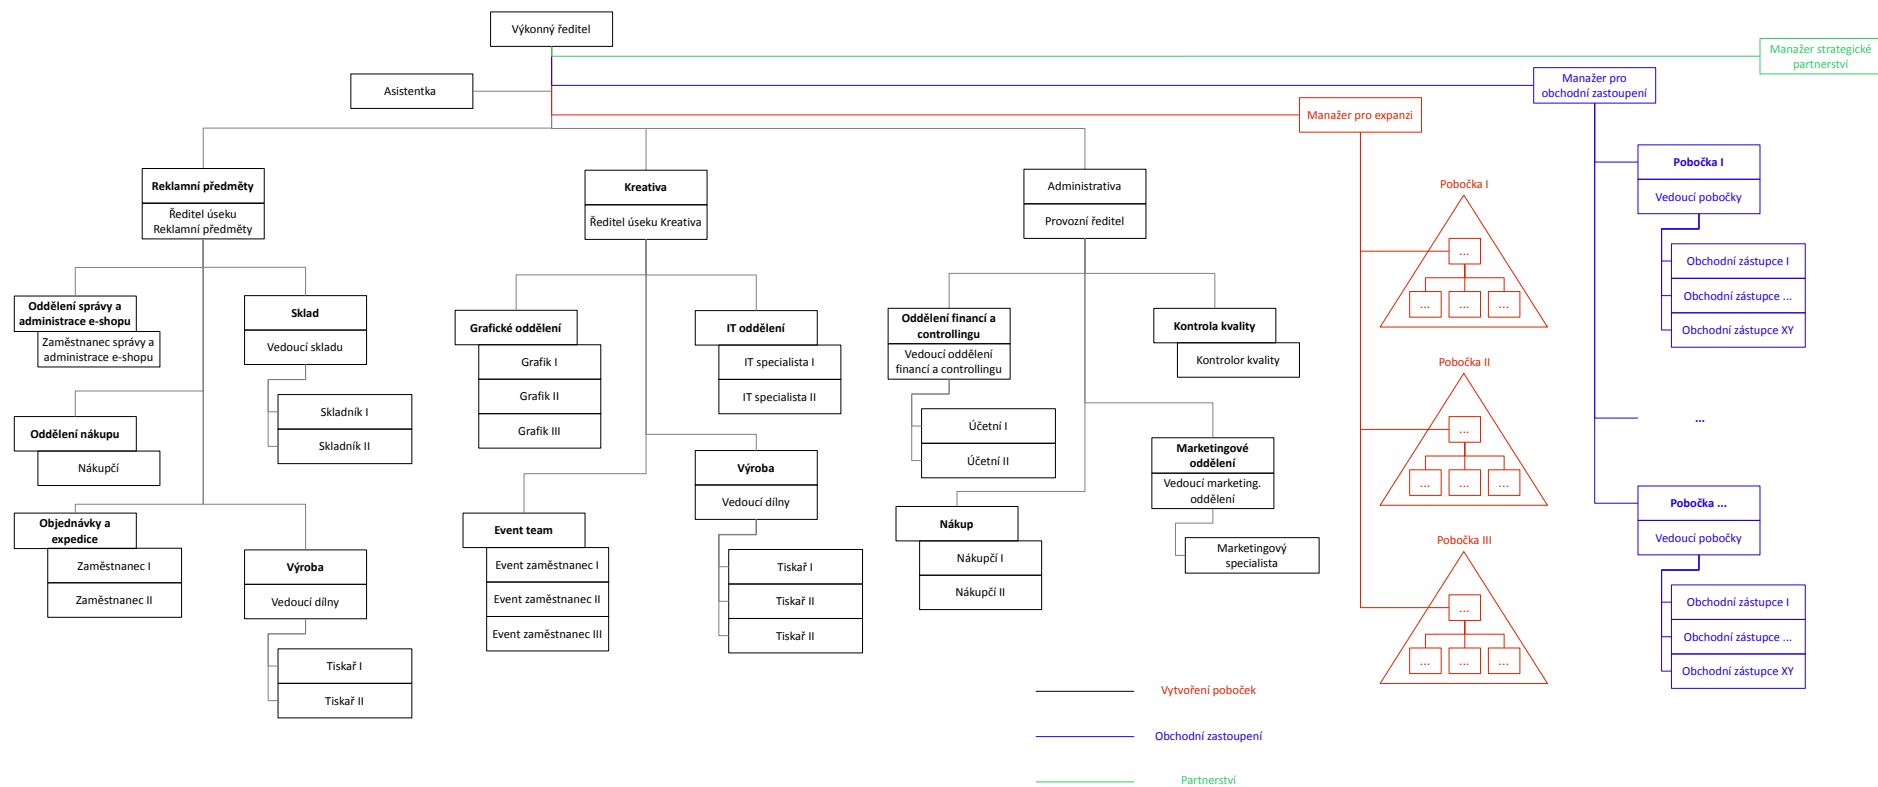 Výkonný ředitel
Manažer strategické
partnerství
Manažer pro
obchodní zastoupení
Asistentka
Manažer pro expanzi
Reklamní předměty
Ředitel úseku
Reklamní předměty
Oddělení správy a
administrace e-shopu
Zaměstnanec správy a
administrace e-shopu
Sklad
Vedoucí skladu
Skladník I
Skladník II
Oddělení nákupu
Nákupčí
Objednávky a
expedice
Zaměstnanec I
Zaměstnanec II
Výroba
Vedoucí dílny
Tiskař I
Tiskař II
Kreativa
Ředitel úseku Kreativa
Grafické oddělení
Grafik I
Grafik II
Grafik III
IT oddělení
IT specialista I
IT specialista II
Event team
Event zaměstnanec I
Event zaměstnanec II
Event zaměstnanec III
Výroba
Vedoucí dílny
Tiskař I
Tiskař II
Tiskař II
Administrativa
Provozní ředitel
Oddělení financí a
controllingu
Vedoucí oddělení
financí a controllingu
Účetní I
Účetní II
Kontrola kvality
Kontrolor kvality
Nákup
Nákupčí I
Nákupčí II
Marketingové
oddělení
Vedoucí marketing.
oddělení
Marketingový
specialista
Pobočka I
...
... ... ...
Pobočka II
...
... ... ...
Pobočka III
...
... ... ...
Pobočka I
Vedoucí pobočky
Obchodní zástupce I
Obchodní zástupce ...
Obchodní zástupce XY
...
Pobočka ...
Vedoucí pobočky
Obchodní zástupce I
Obchodní zástupce ...
Obchodní zástupce XY
Vytvoření poboček
Obchodní zastoupení
Partnerství